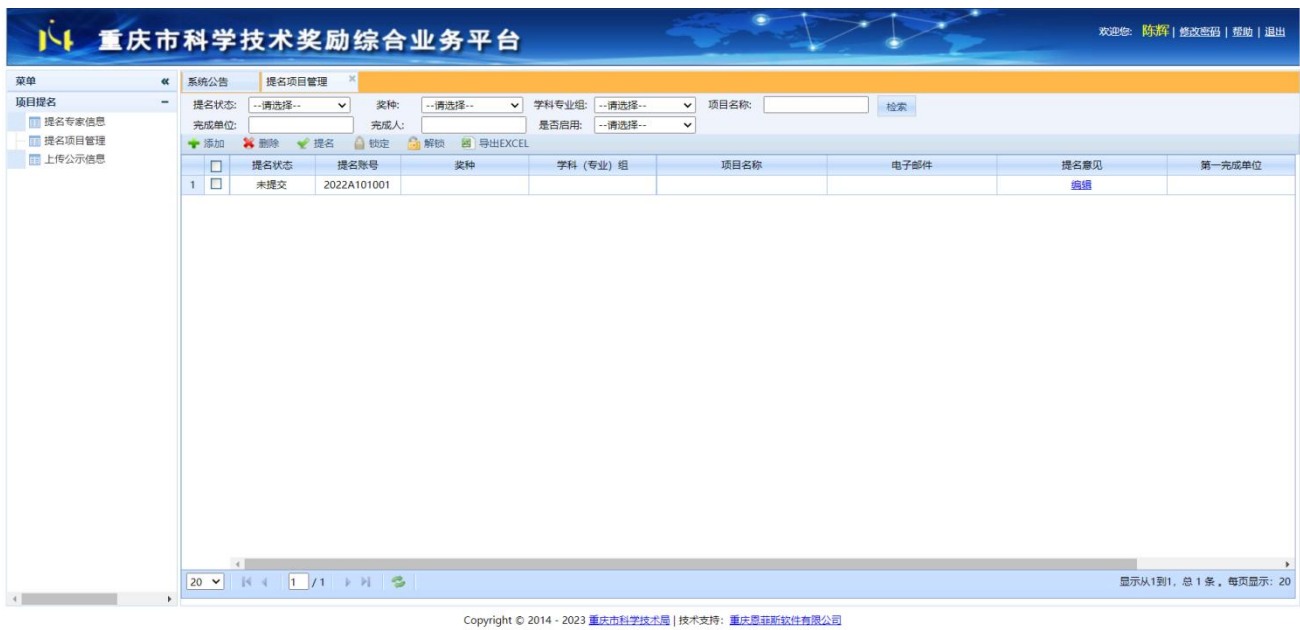 重庆市科学技术奖励综合业务平台
欢迎您: 陈辉 | 修改密码 | 帮助 | 退出
菜单
系统公告 提名项目管理
项目提名
提名专家信息
提名项目管理
上传公示信息
提名状态: --请选择-- 奖种: --请选择-- 学科专业组: --请选择-- 项目名称: 检索
完成单位: 完成人: 是否启用: --请选择--
添加 删除 提名 锁定 解锁 导出EXCEL
提名状态 提名账号 奖种 学科（专业）组 项目名称 电子邮件 提名意见 第一完成单位
1 未提交 2022A101001 编辑
20 1 / 1 显示从1到1, 总 1 条 。每页显示: 20
Copyright © 2014 - 2023 重庆市科学技术局 | 技术支持: 重庆恩菲斯软件有限公司